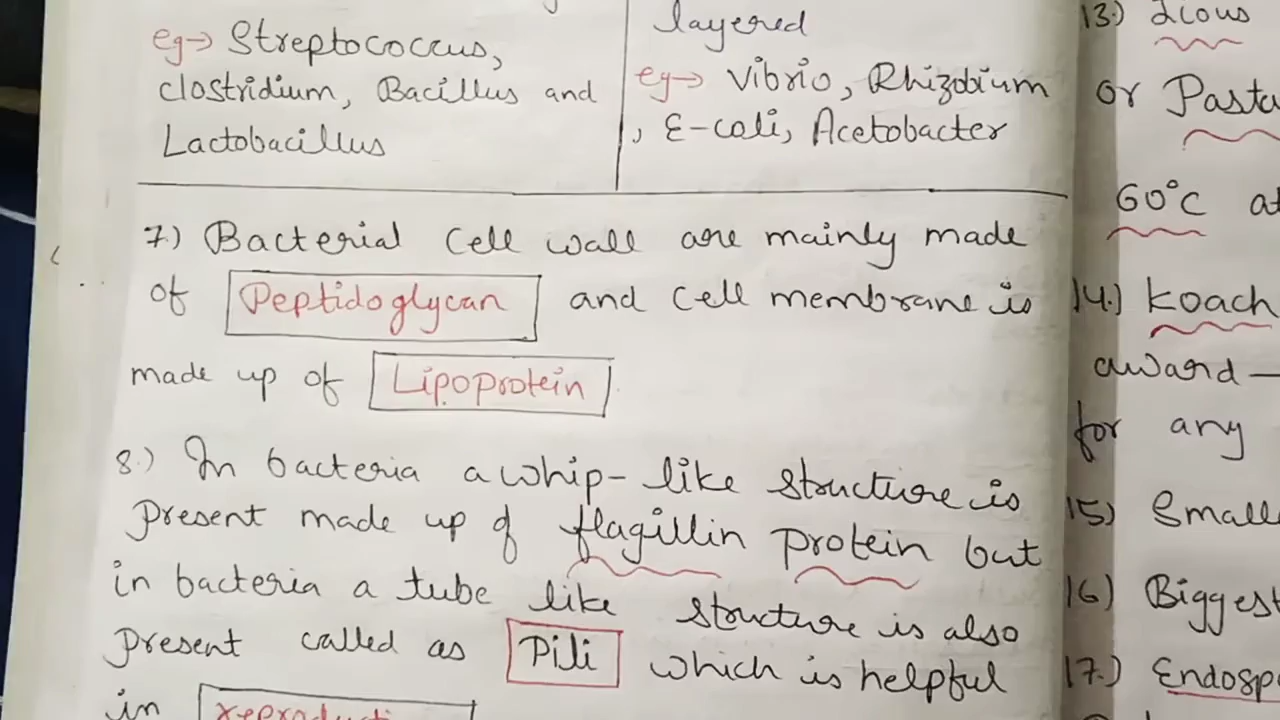 eg→ Streptococcus,
clostridium, Bacillus and
Lactobacillus
layered
eg→ Vibrio, Rhizobium
, E-coli, Acetobacter
7.) Bacterial cell wall are mainly made
of Peptidoglycan and cell membrane is
made up of Lipoprotein
8.) In bacteria a whip-like structure is
Present made up of flagillin protein but
in bacteria a tube like structure is also
Present called as Pili which is helpful
in
13.)
or
60°C at
14.) Koach
award—
for any
15) Small
16) Biggest
17.)